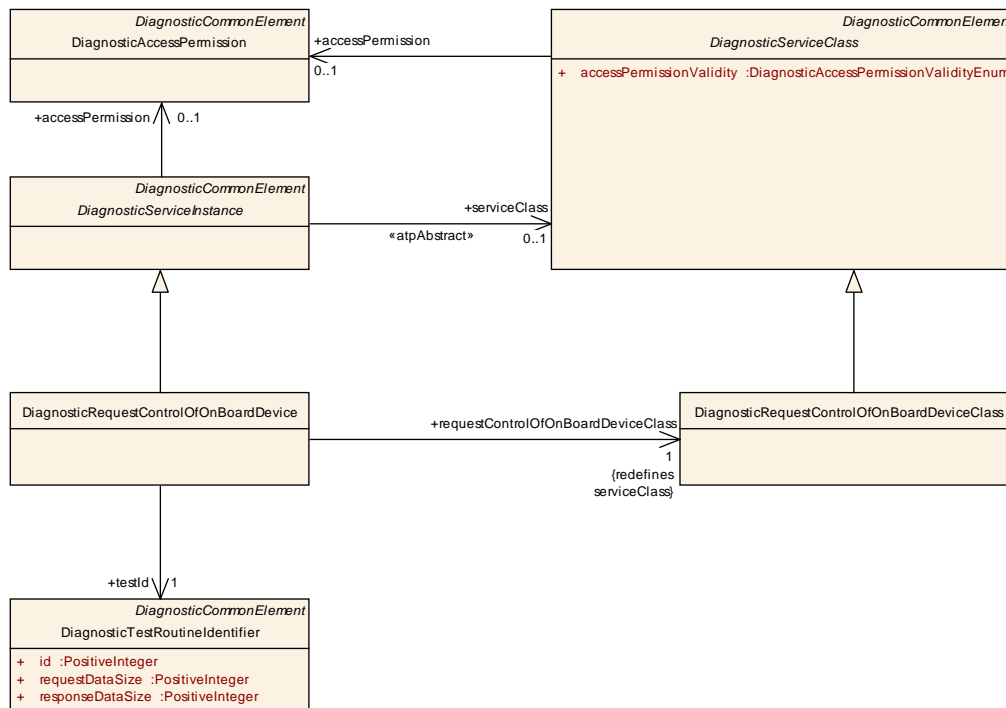 DiagnosticCommonElement
DiagnosticAccessPermission
+accessPermission
0..1
DiagnosticCommonElement
DiagnosticServiceClass
+ accessPermissionValidity :DiagnosticAccessPermissionValidityEnum
+accessPermission
0..1
DiagnosticCommonElement
DiagnosticServiceInstance
+serviceClass
«atpAbstract»
0..1
DiagnosticRequestControlOfOnBoardDevice
+requestControlOfOnBoardDeviceClass
1
{redefines
serviceClass}
DiagnosticRequestControlOfOnBoardDeviceClass
+testId
1
DiagnosticCommonElement
DiagnosticTestRoutineIdentifier
+ id :PositiveInteger
+ requestDataSize :PositiveInteger
+ responseDataSize :PositiveInteger